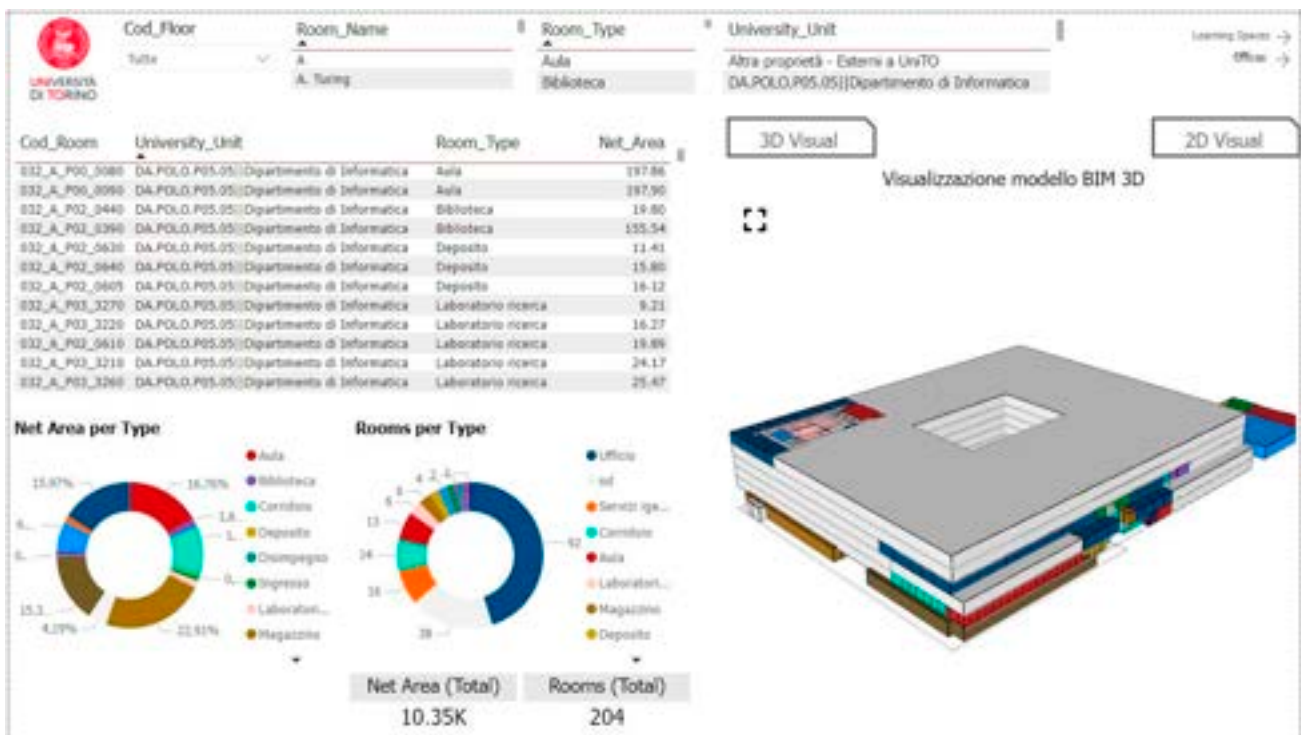 Cod_Floor
Tutte
Room_Name
A
A. Turing
Room_Type
Aula
Biblioteca
University_Unit
Altra proprietà - Esterni a UniTO
DA.POLO.P05.05||Dipartimento di Informatica
Learning Spaces
Offices
UNIVERSITÀ
DI TORINO
Cod_Room University_Unit Room_Type Net_Area
032_A_P00_0080 DA.POLO.P05.05||Dipartimento di Informatica Aula 197.86
032_A_P00_0090 DA.POLO.P05.05||Dipartimento di Informatica Aula 197.90
032_A_P02_0440 DA.POLO.P05.05||Dipartimento di Informatica Biblioteca 19.80
032_A_P02_0390 DA.POLO.P05.05||Dipartimento di Informatica Biblioteca 155.54
032_A_P02_0620 DA.POLO.P05.05||Dipartimento di Informatica Deposito 11.41
032_A_P02_0640 DA.POLO.P05.05||Dipartimento di Informatica Deposito 15.80
032_A_P02_0605 DA.POLO.P05.05||Dipartimento di Informatica Deposito 16.12
032_A_P03_3270 DA.POLO.P05.05||Dipartimento di Informatica Laboratorio ricerca 9.21
032_A_P03_3220 DA.POLO.P05.05||Dipartimento di Informatica Laboratorio ricerca 16.27
032_A_P02_0610 DA.POLO.P05.05||Dipartimento di Informatica Laboratorio ricerca 19.89
032_A_P03_3210 DA.POLO.P05.05||Dipartimento di Informatica Laboratorio ricerca 24.17
032_A_P03_3260 DA.POLO.P05.05||Dipartimento di Informatica Laboratorio ricerca 25.47
3D Visual
2D Visual
Visualizzazione modello BIM 3D
Net Area per Type
15,97%
16,76%
1,6...
1...
0,...
22,91%
4,29%
15,3...
Aula
Biblioteca
Corridoio
Deposito
Disimpegno
Ingresso
Laboratori...
Magazzino
Rooms per Type
92
38
16
14
13
6
4
2
Ufficio
nd
Servizi ige...
Corridoio
Aula
Laboratori...
Magazzino
Deposito
Net Area (Total)
10.35K
Rooms (Total)
204